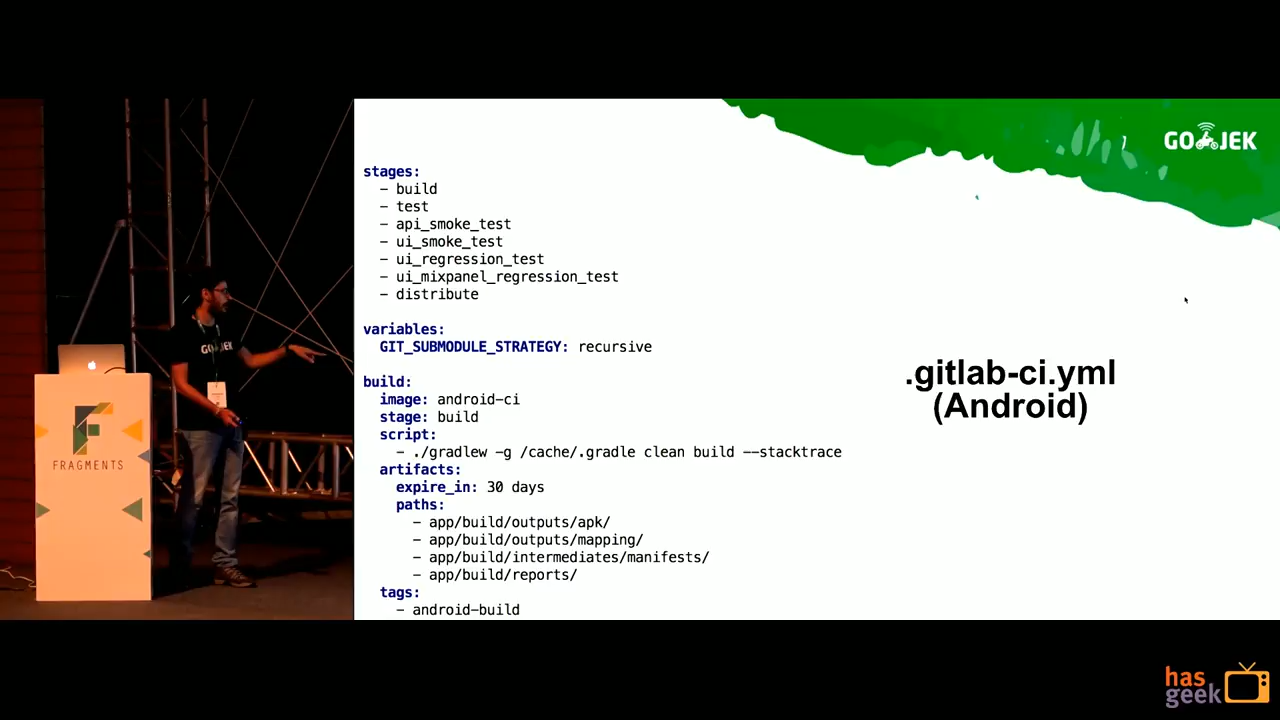 GOJEK
stages:
- build
- test
- api_smoke_test
- ui_smoke_test
- ui_regression_test
- ui_mixpanel_regression_test
- distribute
variables:
GIT_SUBMODULE_STRATEGY: recursive
build:
image: android-ci
stage: build
script:
- ./gradlew -g /cache/.gradle clean build --stacktrace
artifacts:
expire_in: 30 days
paths:
- app/build/outputs/apk/
- app/build/outputs/mapping/
- app/build/intermediates/manifests/
- app/build/reports/
tags:
- android-build
.gitlab-ci.yml
(Android)
GOJEK
F
FRAGMENTS
has
geek